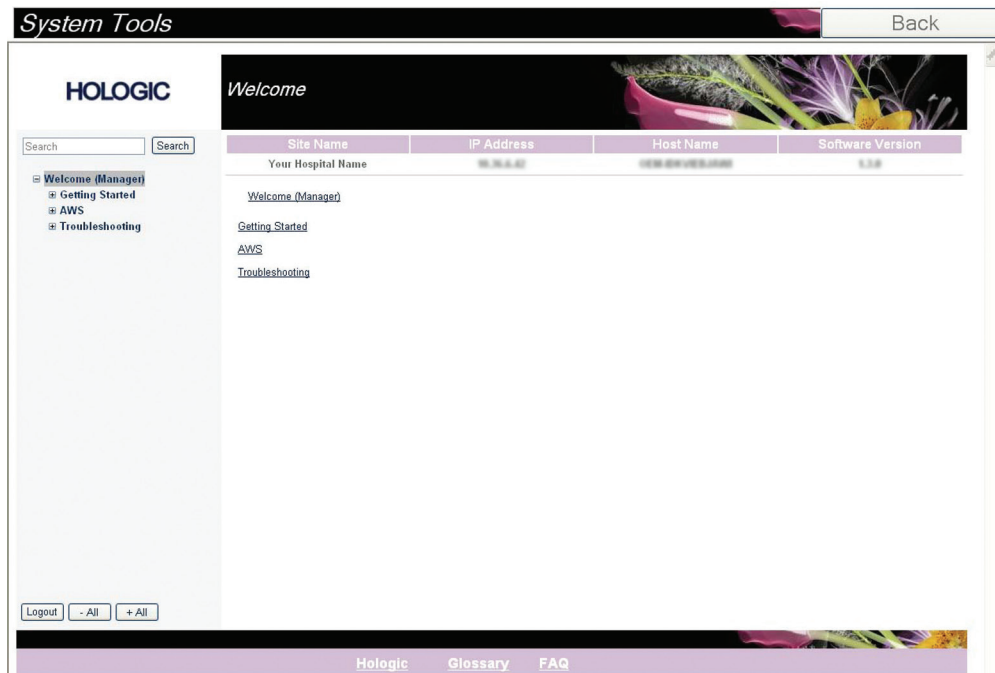 System Tools
Back
HOLOGIC
Welcome
Search
Search
Site Name
IP Address
Host Name
Software Version
Your Hospital Name
Welcome (Manager)
Getting Started
AWS
Troubleshooting
Welcome (Manager)
Getting Started
AWS
Troubleshooting
Logout
- All
+ All
Hologic
Glossary
FAQ